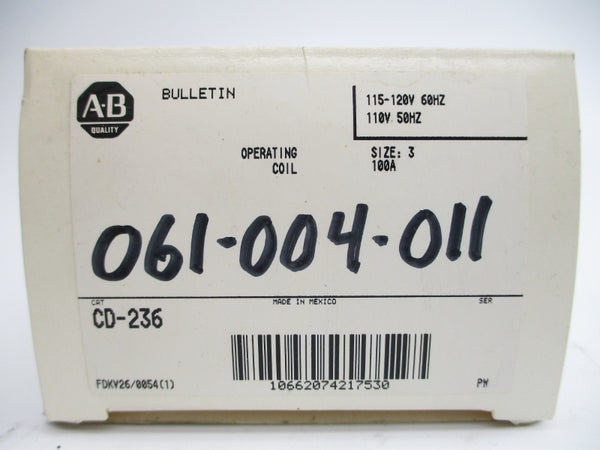 A-B
QUALITY
BULLETIN
115-120V 60HZ
110V 50HZ
OPERATING
COIL
SIZE: 3
100A
061-004-011
CAT
MADE IN MEXICO
SER
CD-236
FDKV26/0054(1)
10662074217530
PW